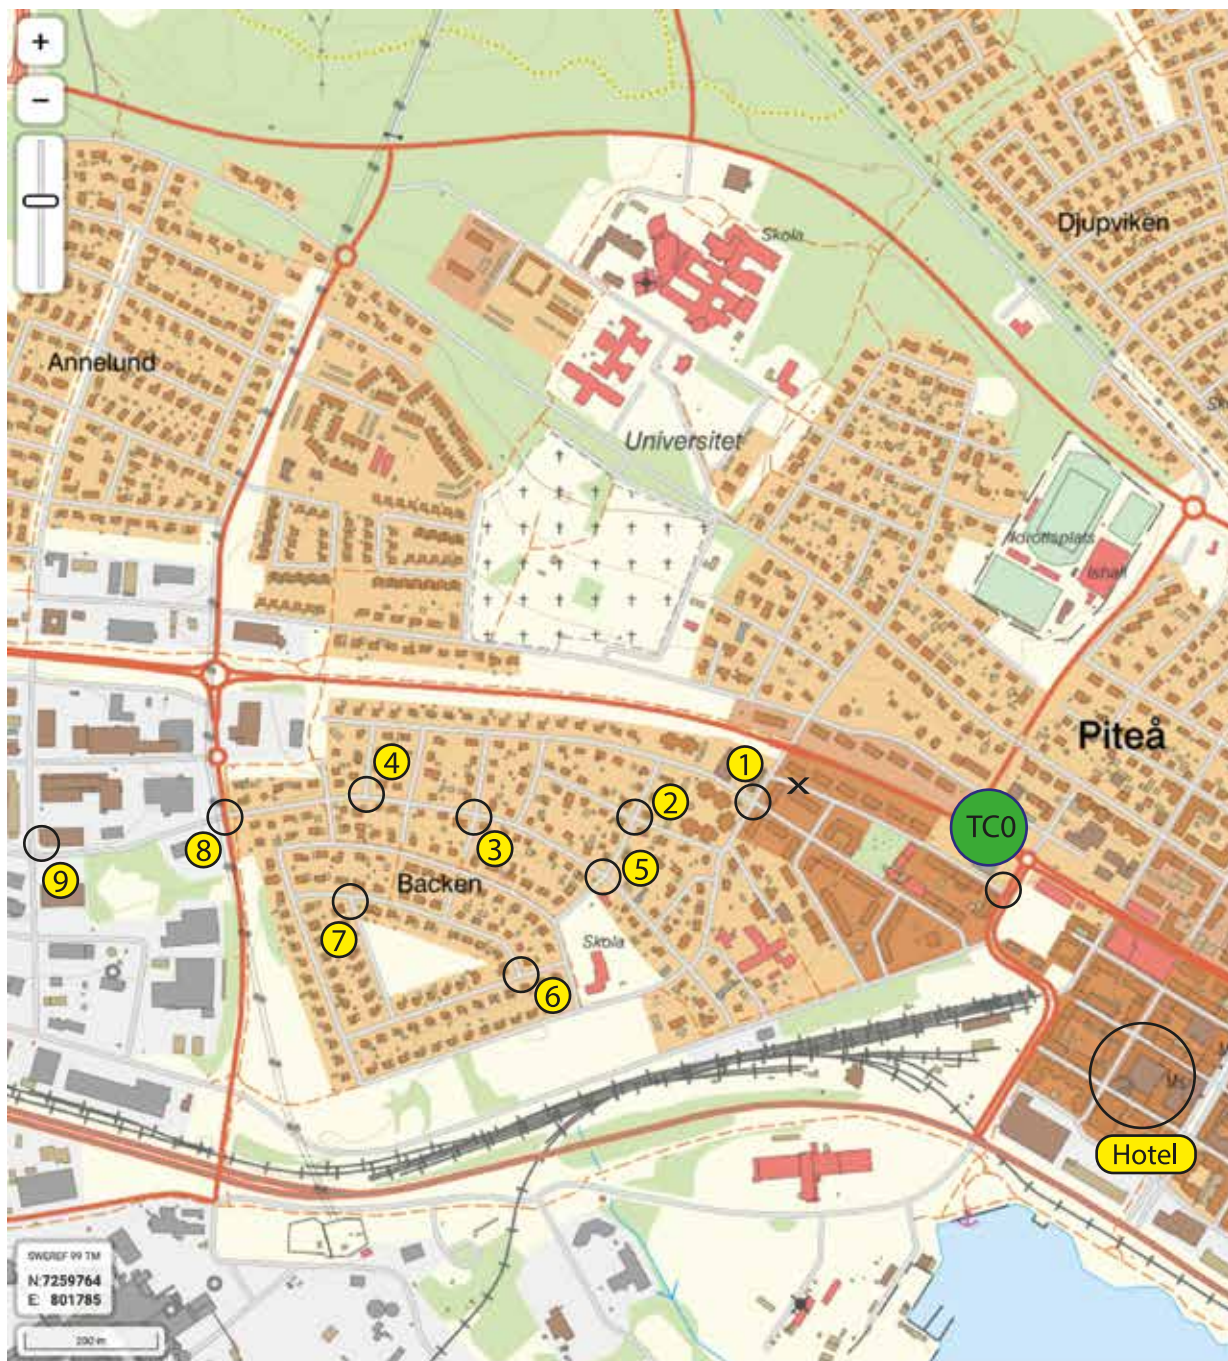 +
−
Djupviken
Skola
Annelund
Universitet
Idrottsplats
Ishall
Piteå
4
1
X
2
TC0
3
8
5
9
Backen
7
Skola
6
Hotel
SWEREF 99 TM
N:7259764
E: 801785
200 m